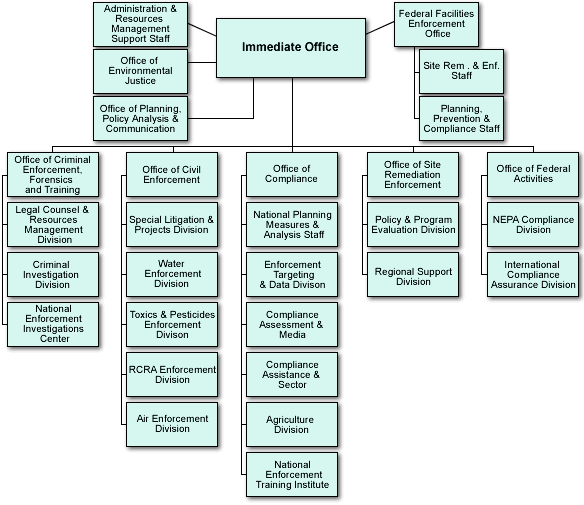 Administration &
Resources
Management
Support Staff
Office of
Environmental
Justice
Office of Planning,
Policy Analysis &
Communication
Immediate Office
Federal Facilities
Enforcement
Office
Site Rem . & Enf.
Staff
Planning,
Prevention &
Compliance Staff
Office of Criminal
Enforcement,
Forensics
and Training
Legal Counsel &
Resources
Management
Division
Criminal
Investigation
Division
National
Enforcement
Investigations
Center
Office of Civil
Enforcement
Special Litigation &
Projects Division
Water
Enforcement
Division
Toxics & Pesticides
Enforcement
Divison
RCRA Enforcement
Division
Air Enforcement
Division
Office of
Compliance
National Planning
Measures &
Analysis Staff
Enforcement
Targeting
& Data Divison
Compliance
Assessment &
Media
Compliance
Assistance &
Sector
Agriculture
Division
National
Enforcement
Training Institute
Office of Site
Remediation
Enforcement
Policy & Program
Evaluation Division
Regional Support
Division
Office of Federal
Activities
NEPA Compliance
Division
International
Compliance
Assurance Division